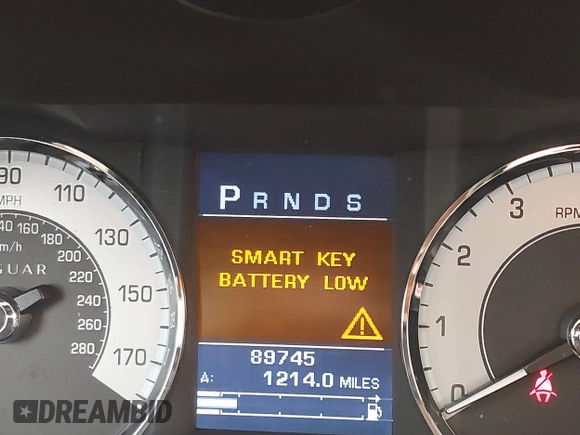 90
MPH
110
130
150
170
140
160
180
200
220
240
260
280
km/h
GUAR
P R N D S
SMART KEY
BATTERY LOW
89745
A: 1214.0 MILES
3
RPM
2
1
0
DREAMBID